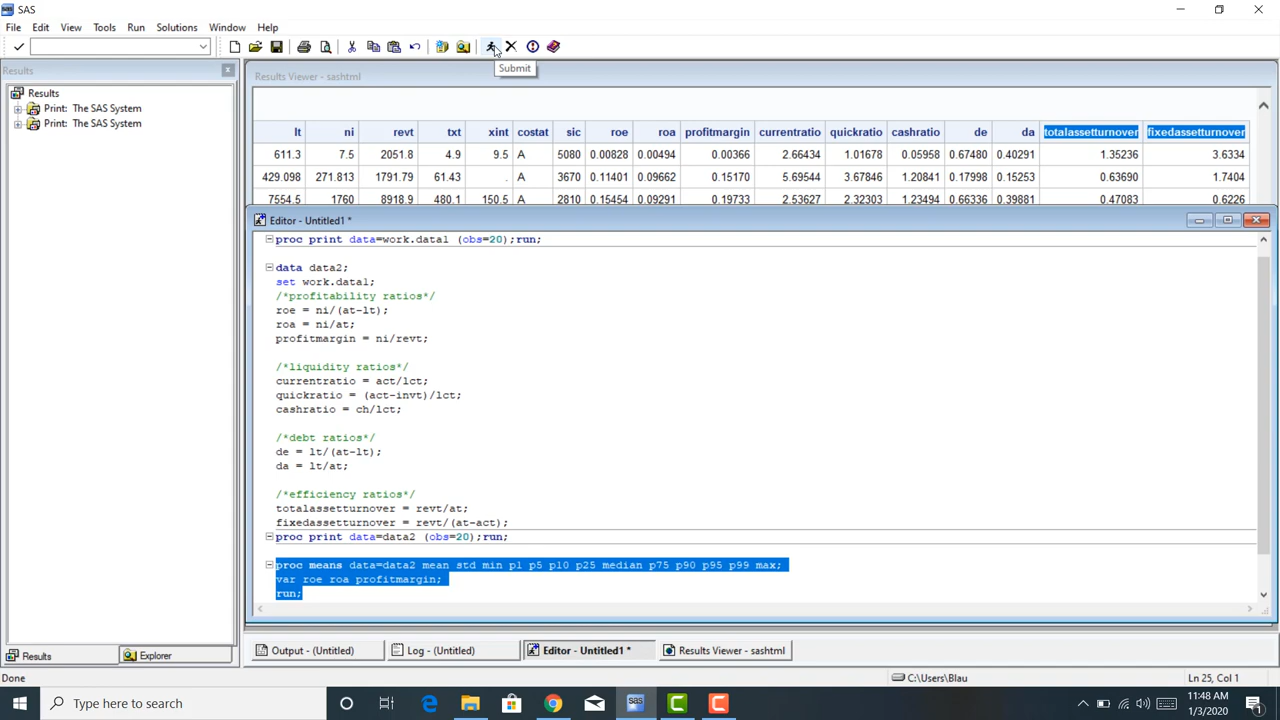 SAS
File Edit View Tools Run Solutions Window Help
Submit
Results
Results
Print: The SAS System
Print: The SAS System
Results
Explorer
Results Viewer - sashtml
lt ni revt txt xint costat sic roe roa profitmargin currentratio quickratio cashratio de da totalassetturnover fixedassetturnover
611.3 7.5 2051.8 4.9 9.5 A 5080 0.00828 0.00494 0.00366 2.66434 1.01678 0.05958 0.67480 0.40291 1.35236 3.6334
429.098 271.813 1791.79 61.43 . A 3670 0.11401 0.09662 0.15170 5.69544 3.67846 1.20841 0.17998 0.15253 0.63690 1.7404
7554.5 1760 8918.9 480.1 150.5 A 2810 0.15454 0.09291 0.19733 2.53627 2.32303 1.23494 0.66336 0.39881 0.47083 0.6226
Editor - Untitled1 *
proc print data=work.data1 (obs=20);run;
data data2;
set work.data1;
/*profitability ratios*/
roe = ni/(at-lt);
roa = ni/at;
profitmargin = ni/revt;
/*liquidity ratios*/
currentratio = act/lct;
quickratio = (act-invt)/lct;
cashratio = ch/lct;
/*debt ratios*/
de = lt/(at-lt);
da = lt/at;
/*efficiency ratios*/
totalassetturnover = revt/at;
fixedassetturnover = revt/(at-act);
proc print data=data2 (obs=20);run;
proc means data=data2 mean std min p1 p5 p10 p25 median p75 p90 p95 p99 max;
var roe roa profitmargin;
run;
Output - (Untitled) Log - (Untitled) Editor - Untitled1 * Results Viewer - sashtml
Done C:\Users\Blau Ln 25, Col 1
Type here to search
sas
11:48 AM
1/3/2020
1